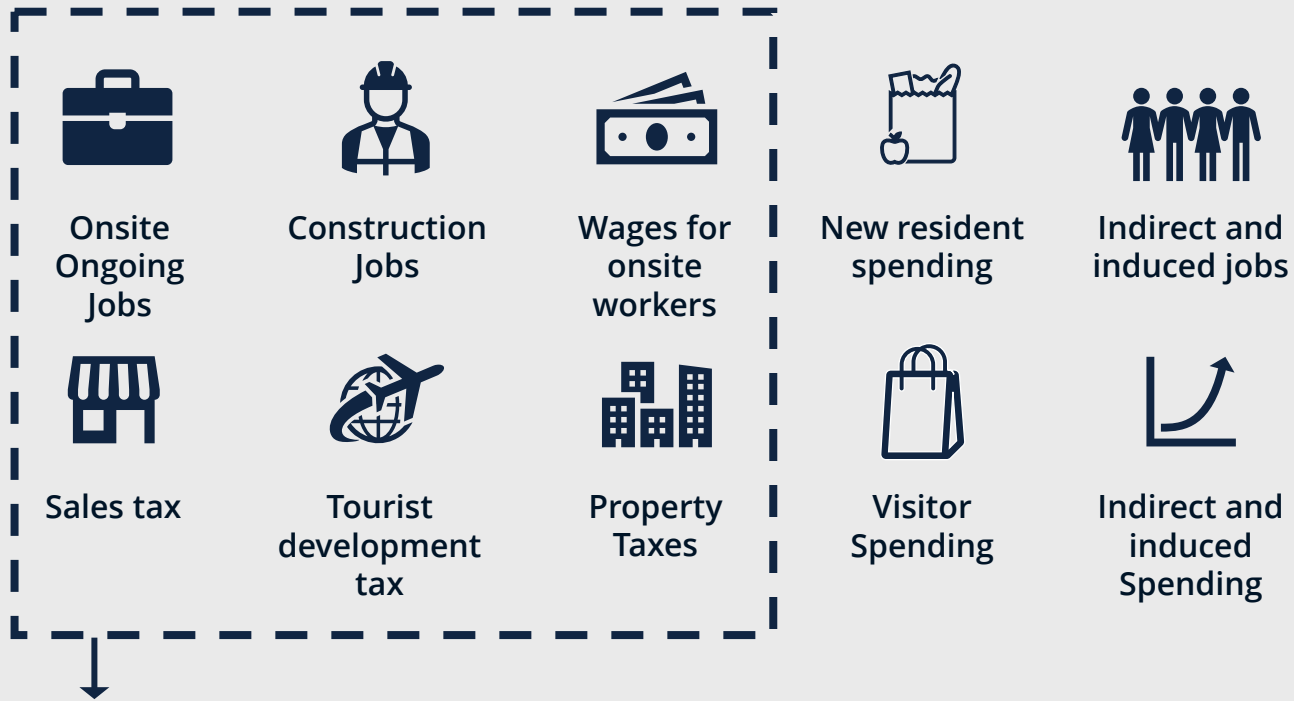 Onsite
Ongoing
Jobs
Construction
Jobs
Wages for
onsite
workers
New resident
spending
Indirect and
induced jobs
Sales tax
Tourist
development
tax
Property
Taxes
Visitor
Spending
Indirect and
induced
Spending